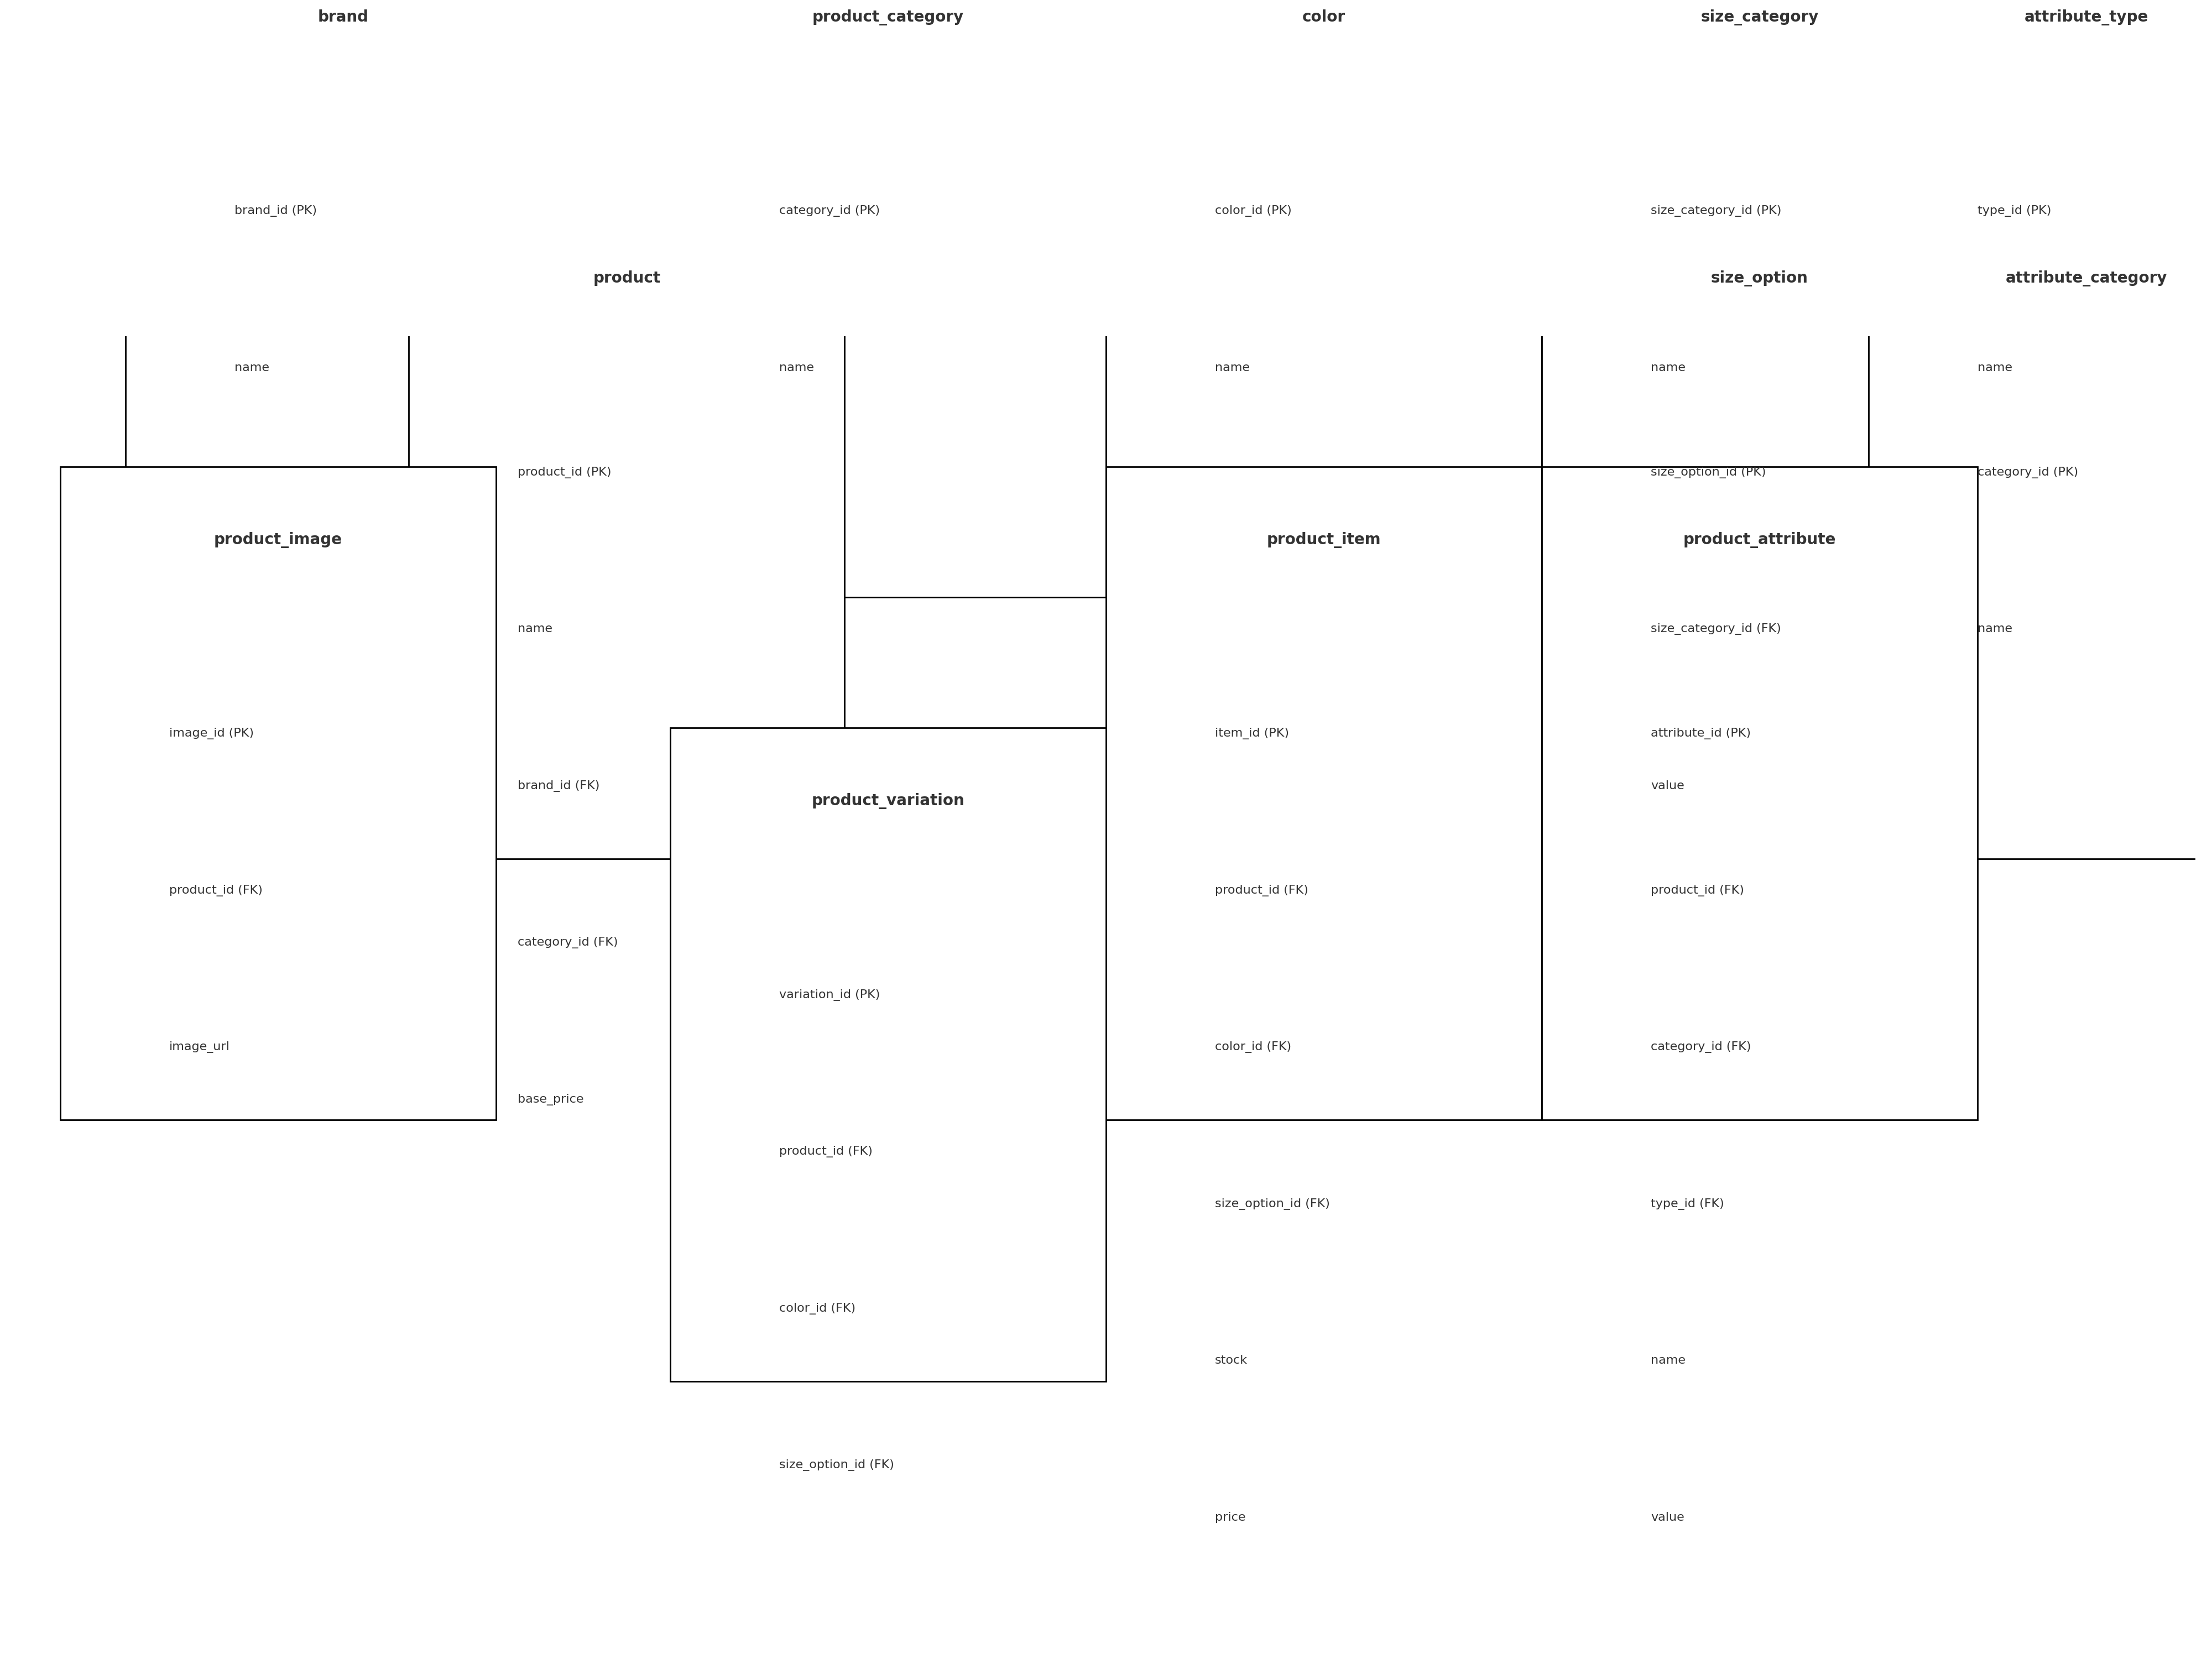 brand
product_category
color
size_category
attribute_type
brand_id (PK)
category_id (PK)
color_id (PK)
size_category_id (PK)
type_id (PK)
product
size_option
attribute_category
name
name
name
name
name
product_id (PK)
size_option_id (PK)
category_id (PK)
product_image
product_item
product_attribute
name
size_category_id (FK)
name
image_id (PK)
item_id (PK)
attribute_id (PK)
brand_id (FK)
value
product_variation
product_id (FK)
product_id (FK)
product_id (FK)
category_id (FK)
variation_id (PK)
image_url
color_id (FK)
category_id (FK)
base_price
product_id (FK)
size_option_id (FK)
type_id (FK)
color_id (FK)
stock
name
size_option_id (FK)
price
value